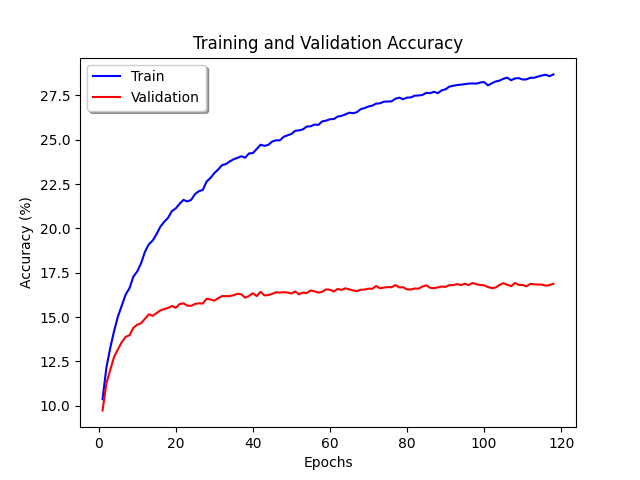 Training and Validation Accuracy
Train
Validation
Accuracy (%)
27.5
25.0
22.5
20.0
17.5
15.0
12.5
10.0
0 20 40 60 80 100 120
Epochs